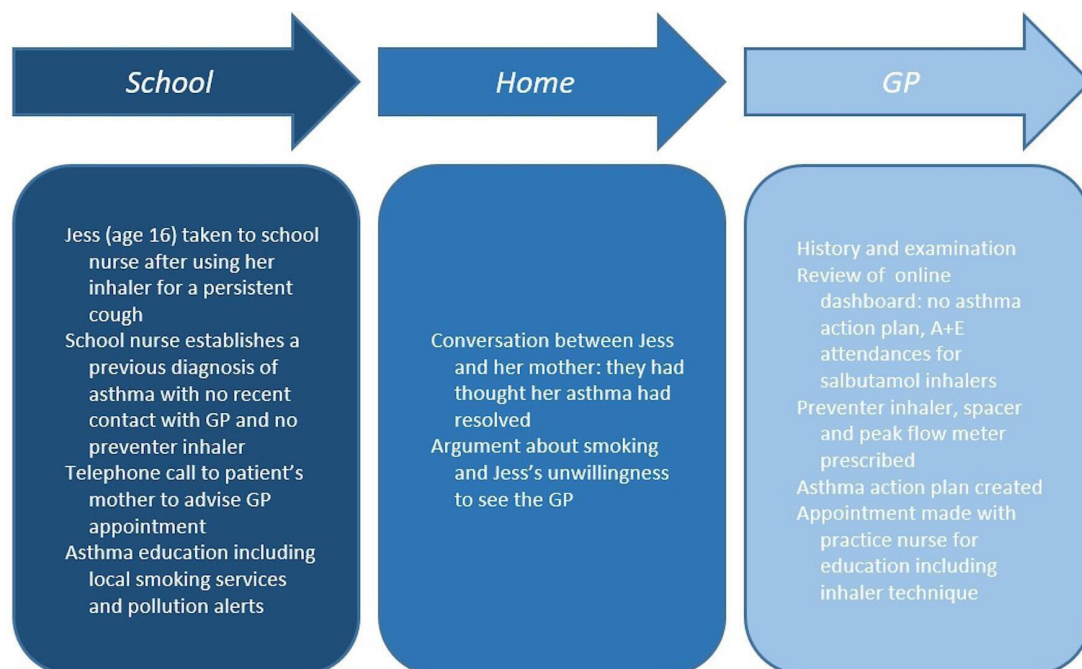 School
Home
GP
Jess (age 16) taken to school
nurse after using her
inhaler for a persistent
cough
School nurse establishes a
previous diagnosis of
asthma with no recent
contact with GP and no
preventer inhaler
Telephone call to patient's
mother to advise GP
appointment
Asthma education including
local smoking services
and pollution alerts
Conversation between Jess
and her mother: they had
thought her asthma had
resolved
Argument about smoking
and Jess's unwillingness
to see the GP
History and examination
Review of online
dashboard: no asthma
action plan, A+E
attendances for
salbutamol inhalers
Preventer inhaler, spacer
and peak flow meter
prescribed
Asthma action plan created
Appointment made with
practice nurse for
education including
inhaler technique